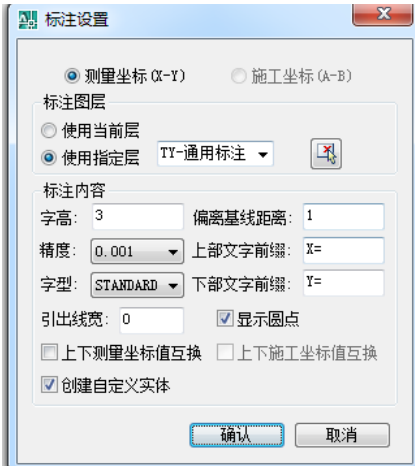 标注设置
测量坐标(X-Y) 施工坐标(A-B)
标注图层
使用当前层
使用指定层 TY-通用标注
标注内容
字高: 3 偏离基线距离: 1
精度: 0.001 上部文字前缀: X=
字型: STANDARD 下部文字前缀: Y=
引出线宽: 0 显示圆点
上下测量坐标值互换 上下施工坐标值互换
创建自定义实体
确认 取消